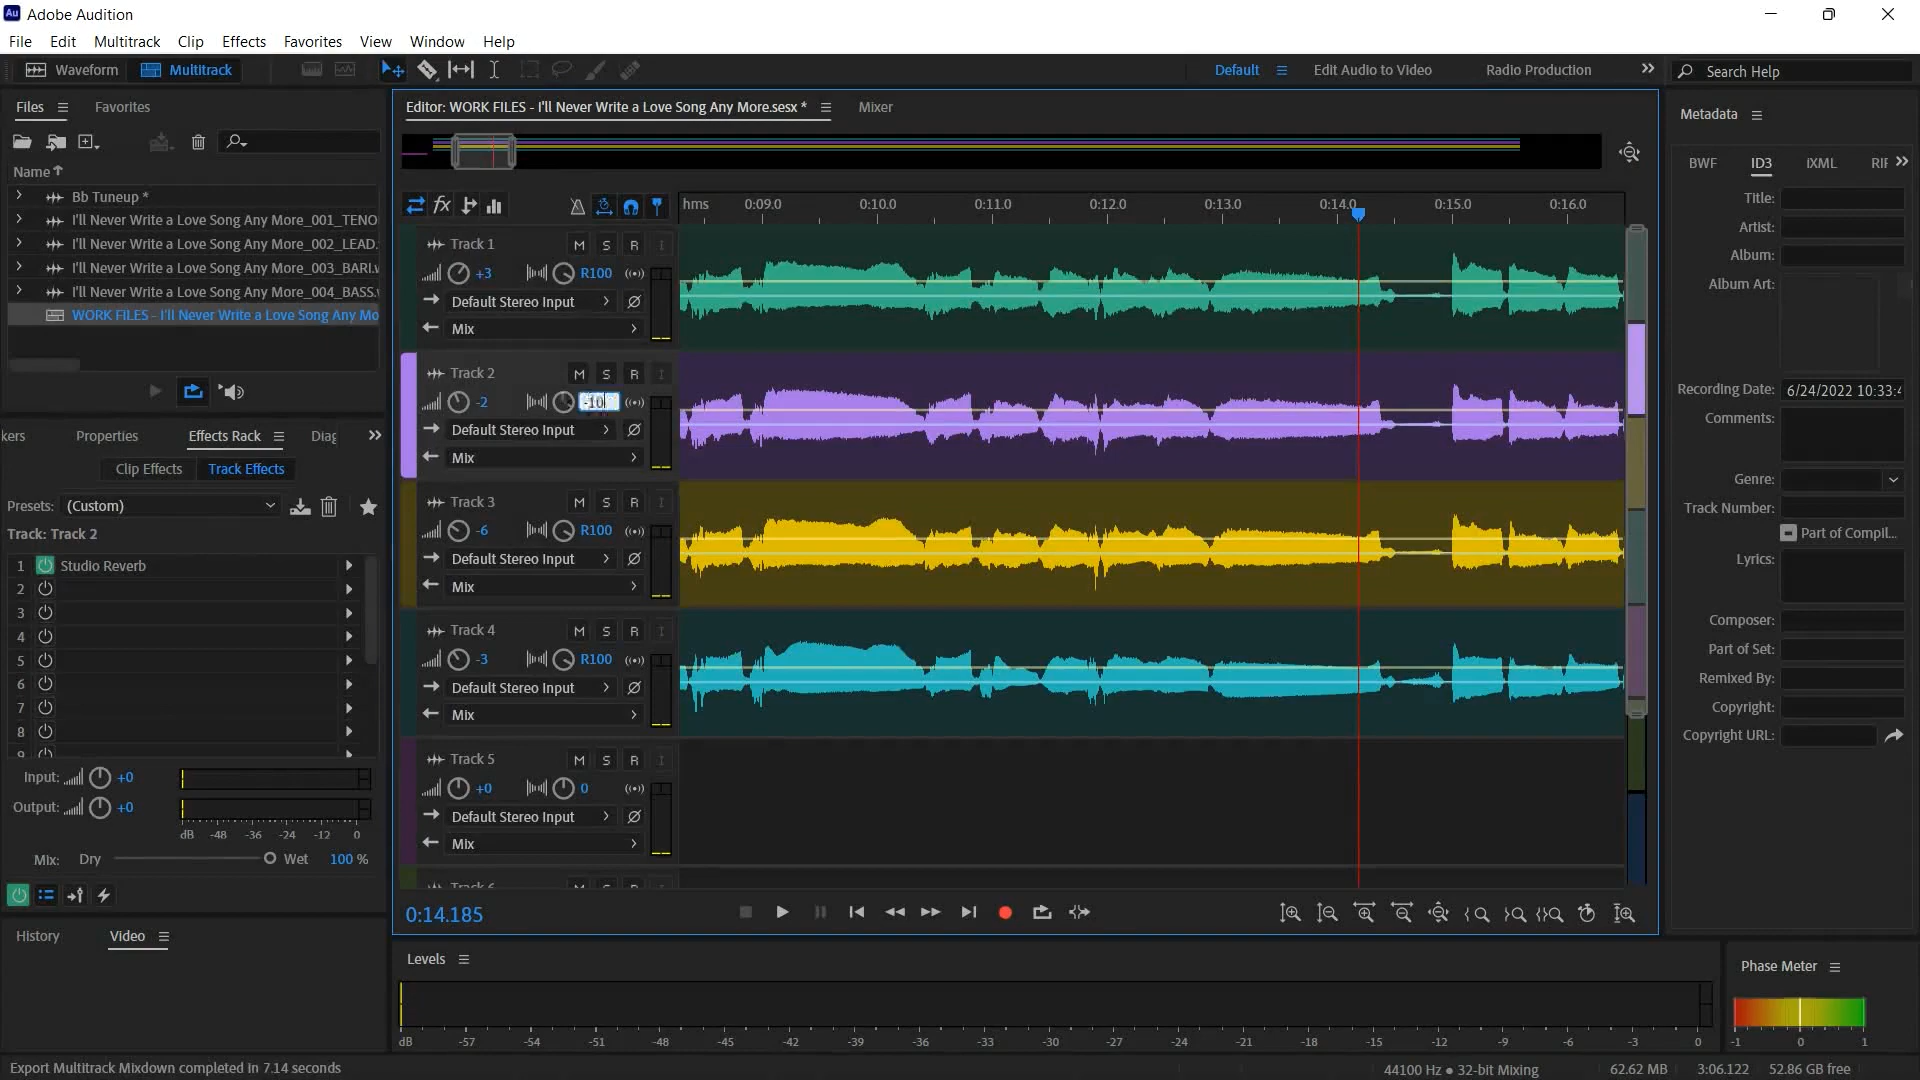 Au Adobe Audition
File Edit Multitrack Clip Effects Favorites View Window Help
Waveform Multitrack Default Edit Audio to Video Radio Production Search Help
Files Favorites
Name
Bb Tuneup *
I'll Never Write a Love Song Any More_001_TENO
I'll Never Write a Love Song Any More_002_LEAD.
I'll Never Write a Love Song Any More_003_BARI.w
I'll Never Write a Love Song Any More_004_BASS.w
WORK FILES - I'll Never Write a Love Song Any Mo
kers Properties Effects Rack Diag
Clip Effects Track Effects
Presets: (Custom)
Track: Track 2
1 Studio Reverb
2
3
4
5
6
7
8
9
Input: +0
Output: +0
dB -48 -36 -24 -12 0
Mix: Dry Wet 100 %
History Video
Editor: WORK FILES - I'll Never Write a Love Song Any More.sesx * Mixer
fx hms 0:09.0 0:10.0 0:11.0 0:12.0 0:13.0 0:14.0 0:15.0 0:16.0
Track 1 M S R I
+3 R100
Default Stereo Input
Mix
Track 2 M S R I
-2 -10
Default Stereo Input
Mix
Track 3 M S R I
-6 R100
Default Stereo Input
Mix
Track 4 M S R I
-3 R100
Default Stereo Input
Mix
Track 5 M S R I
+0 0
Default Stereo Input
Mix
Track 6 M S R I
0:14.185
Levels
dB -57 -54 -51 -48 -45 -42 -39 -36 -33 -30 -27 -24 -21 -18 -15 -12 -9 -6 -3 0
Metadata
BWF ID3 IXML RIF
Title:
Artist:
Album:
Album Art:
Recording Date: 6/24/2022 10:33:4
Comments:
Genre:
Track Number:
Part of Compil...
Lyrics:
Composer:
Part of Set:
Remixed By:
Copyright:
Copyright URL:
Phase Meter
-1 0 1
Export Multitrack Mixdown completed in 7.14 seconds
44100 Hz ● 32-bit Mixing 62.62 MB 3:06.122 52.86 GB free